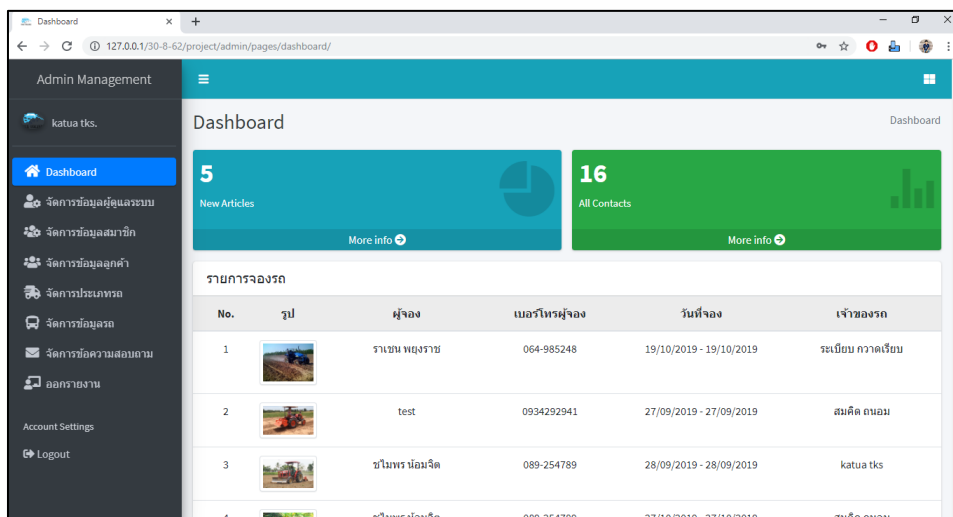 Dashboard
127.0.0.1/30-8-62/project/admin/pages/dashboard/
Admin Management
katua tks.
Dashboard
จัดการข้อมูลผู้ดูแลระบบ
จัดการข้อมูลสมาชิก
จัดการข้อมูลลูกค้า
จัดการประเภทรถ
จัดการข้อมูลรถ
จัดการข้อความสอบถาม
ออกรายงาน
Account Settings
Logout
Dashboard
Dashboard
5
New Articles
More info
16
All Contacts
More info
รายการจองรถ
No. รูป ผู้จอง เบอร์โทรผู้จอง วันที่จอง เจ้าของรถ
1 ราเชน พยุงราช 064-985248 19/10/2019 - 19/10/2019 ระเบียบ กวาดเรียบ
2 test 0934292941 27/09/2019 - 27/09/2019 สมคิด ถนอม
3 ชไมพร น้อมจิต 089-254789 28/09/2019 - 28/09/2019 katua tks